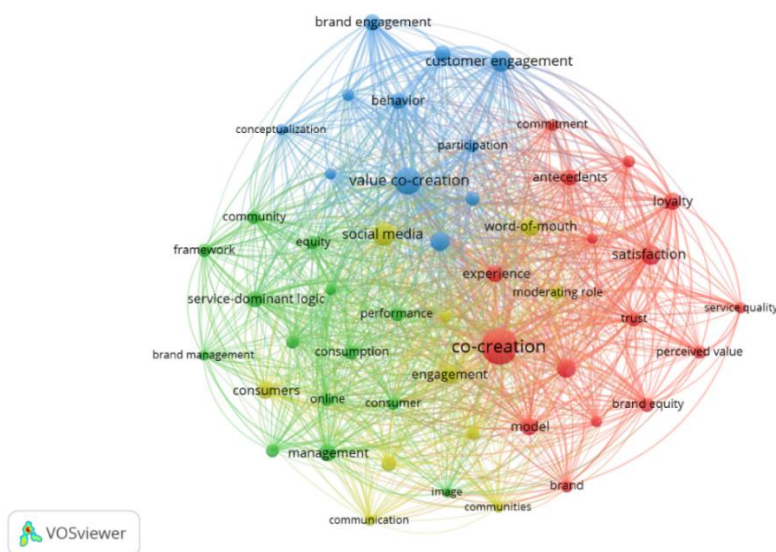 brand engagement
customer engagement
behavior
conceptualization
commitment
participation
value co-creation
antecedents
loyalty
community
social media
word-of-mouth
equity
framework
satisfaction
experience
service-dominant logic
moderating role
performance
service quality
trust
co-creation
brand management
consumption
perceived value
engagement
consumers
online
consumer
brand equity
model
management
image
brand
communities
communication
VOSviewer